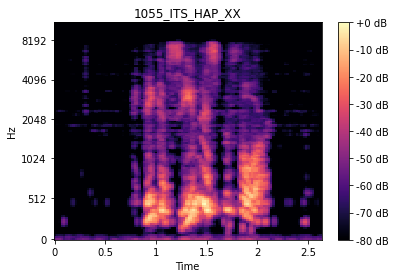 1055_ITS_HAP_XX
+0 dB
8192
-10 dB
4096
-20 dB
-30 dB
2048
Hz
-40 dB
1024
-50 dB
512
-60 dB
-70 dB
0
-80 dB
0 0.5 1 1.5 2 2.5
Time